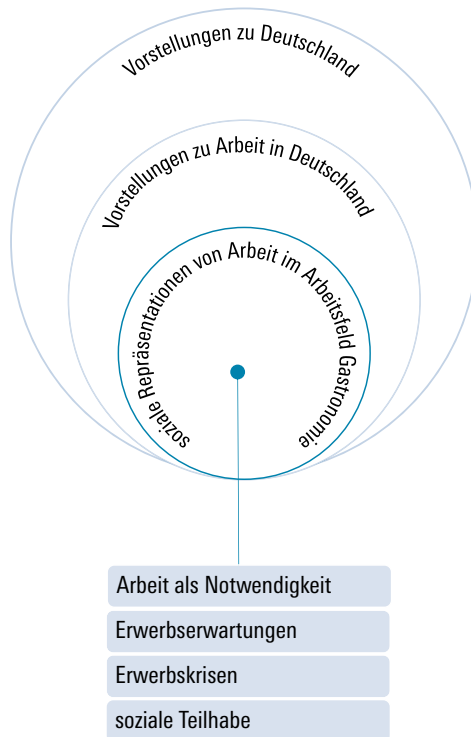 Vorstellungen zu Deutschland
Vorstellungen zu Arbeit in Deutschland
soziale Repräsentationen von Arbeit im Arbeitsfeld Gastronomie
Arbeit als Notwendigkeit
Erwerbserwartungen
Erwerbskrisen
soziale Teilhabe